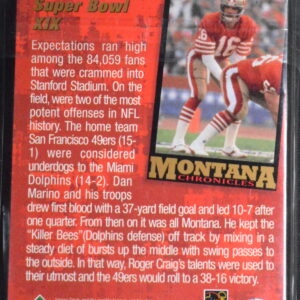 Super Bowl
XIX
Expectations ran high
among the 84,059 fans
that were crammed into
Stanford Stadium. On the
field, were two of the most
potent offenses in NFL
history. The home team
San Francisco 49ers (15-
1) were considered
underdogs to the Miami
Dolphins (14-2). Dan
Marino and his troops
drew first blood with a 37-yard field goal and led 10-7 after
one quarter. From then on it was all Montana. He kept the
"Killer Bees"(Dolphins defense) off track by mixing in a
steady diet of bursts up the middle with swing passes to
the outside. In that way, Roger Craig's talents were used to
their utmost and the 49ers would roll to a 38-16 victory.
16
MONTANA
CHRONICLES